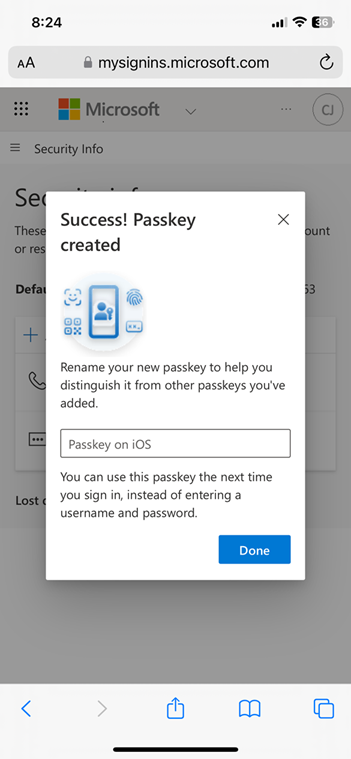 8:24
36
AA mysignins.microsoft.com
Microsoft
CJ
Security Info
Success! Passkey
created
These
ount
or res
Defau
53
Rename your new passkey to help you
distinguish it from other passkeys you've
added.
Passkey on iOS
You can use this passkey the next time
you sign in, instead of entering a
username and password.
Lost
Done